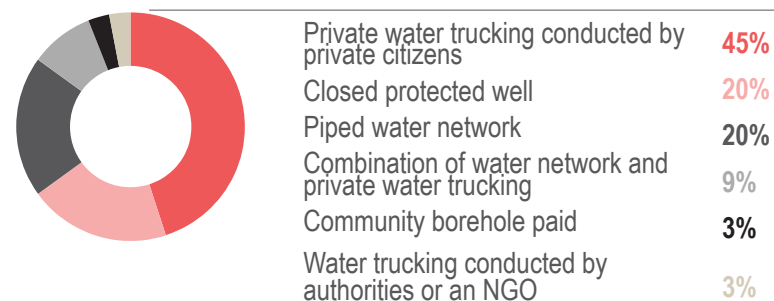 Private water trucking conducted by
private citizens 45%
Closed protected well 20%
Piped water network 20%
Combination of water network and
private water trucking 9%
Community borehole paid 3%
Water trucking conducted by
authorities or an NGO 3%